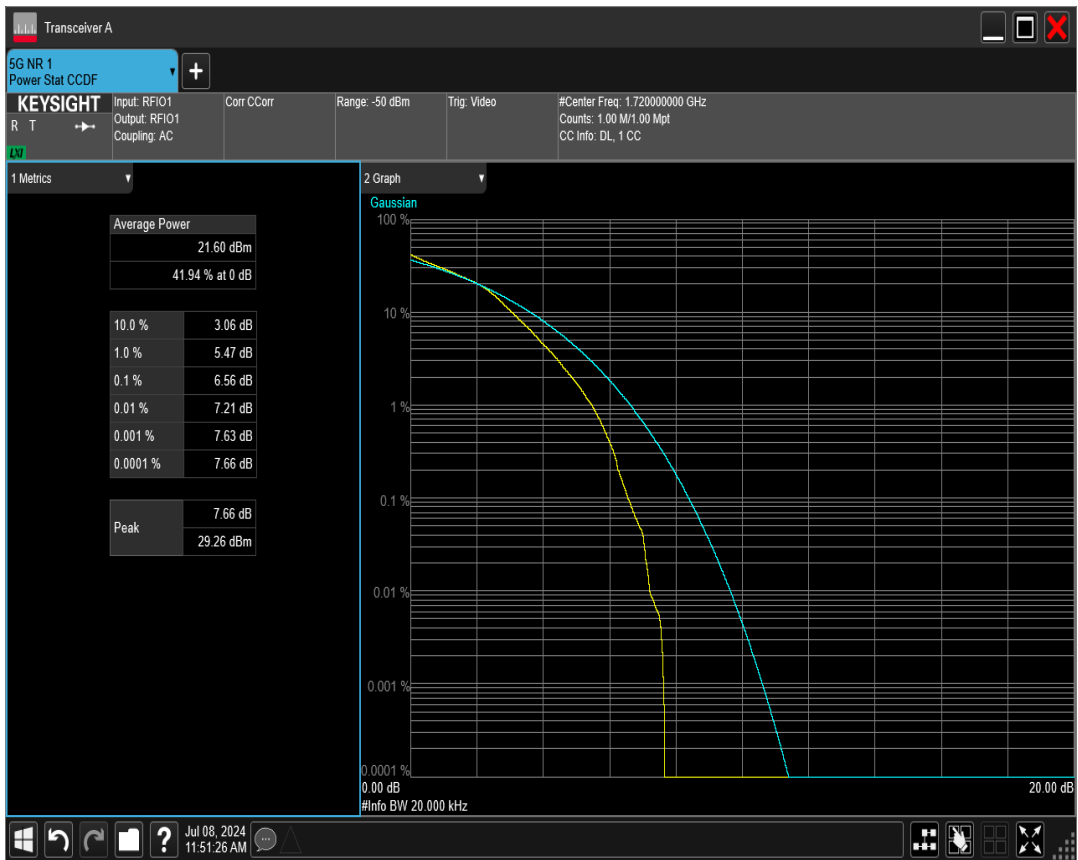 Transceiver A
5G NR 1
Power Stat CCDF
+
KEYSIGHT
R T
LXI
Input: RFIO1
Output: RFIO1
Coupling: AC
Corr CCorr
Range: -50 dBm
Trig: Video
#Center Freq: 1.720000000 GHz
Counts: 1.00 M/1.00 Mpt
CC Info: DL, 1 CC
1 Metrics
Average Power
21.60 dBm
41.94 % at 0 dB
10.0 % 3.06 dB
1.0 % 5.47 dB
0.1 % 6.56 dB
0.01 % 7.21 dB
0.001 % 7.63 dB
0.0001 % 7.66 dB
Peak
7.66 dB
29.26 dBm
2 Graph
Gaussian
100 %
10 %
1 %
0.1 %
0.01 %
0.001 %
0.0001 %
0.00 dB 20.00 dB
#Info BW 20.000 kHz
?
Jul 08, 2024
11:51:26 AM